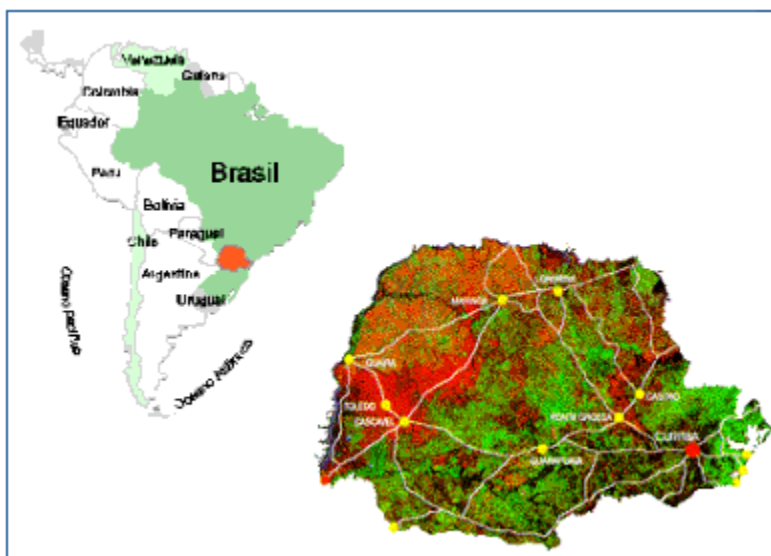 Venezuela
Guiana
Colombia
Equador
Peru
Brasil
Bolivia
Paraguai
Chile
Argentina
Uruguai
Oceano pacífico
Oceano Atlântico
MARINGÁ
LONDRINA
GUAÍRA
TOLEDO
CASCAVEL
CASTRO
PONTA GROSSA
GUARAPUAVA
CURITIBA